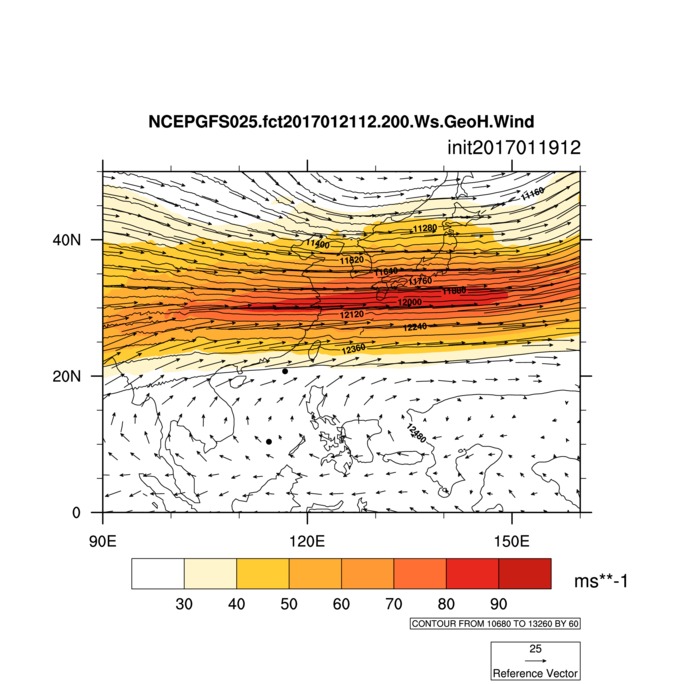 NCEPGFS025.fct2017012112.200.Ws.GeoH.Wind
init2017011912
11160
11280
40N
11400
11520
11640
11760
11880
12000
12120
12240
12360
20N
12480
0
90E 120E 150E
ms**-1
30 40 50 60 70 80 90
CONTOUR FROM 10680 TO 13260 BY 60
25
Reference Vector